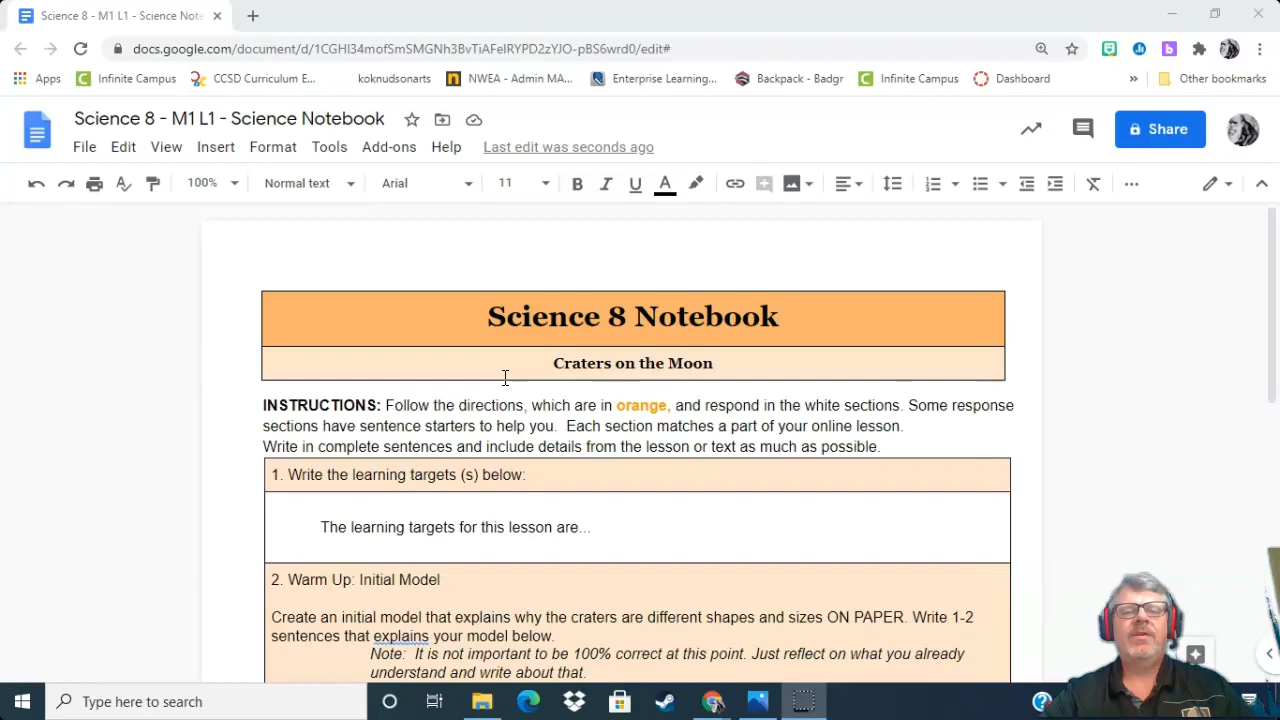 Science 8 - M1 L1 - Science Note
docs.google.com/document/d/1CGHl34mofSmSMGNh3BvTiAFeIRYPD2zYJO-pBS6wrd0/edit#
Apps Infinite Campus CCSD Curriculum E... koknudsonarts NWEA - Admin MA... Enterprise Learning,... Backpack - Badgr Infinite Campus Dashboard » Other bookmarks
Science 8 - M1 L1 - Science Notebook
Share
File Edit View Insert Format Tools Add-ons Help Last edit was seconds ago
100% Normal text Arial 11 B I U A
Science 8 Notebook
Craters on the Moon
INSTRUCTIONS: Follow the directions, which are in orange, and respond in the white sections. Some response
sections have sentence starters to help you. Each section matches a part of your online lesson.
Write in complete sentences and include details from the lesson or text as much as possible.
1. Write the learning targets (s) below:
The learning targets for this lesson are...
2. Warm Up: Initial Model
Create an initial model that explains why the craters are different shapes and sizes ON PAPER. Write 1-2
sentences that explains your model below.
Note: It is not important to be 100% correct at this point. Just reflect on what you already
understand and write about that.
Type here to search